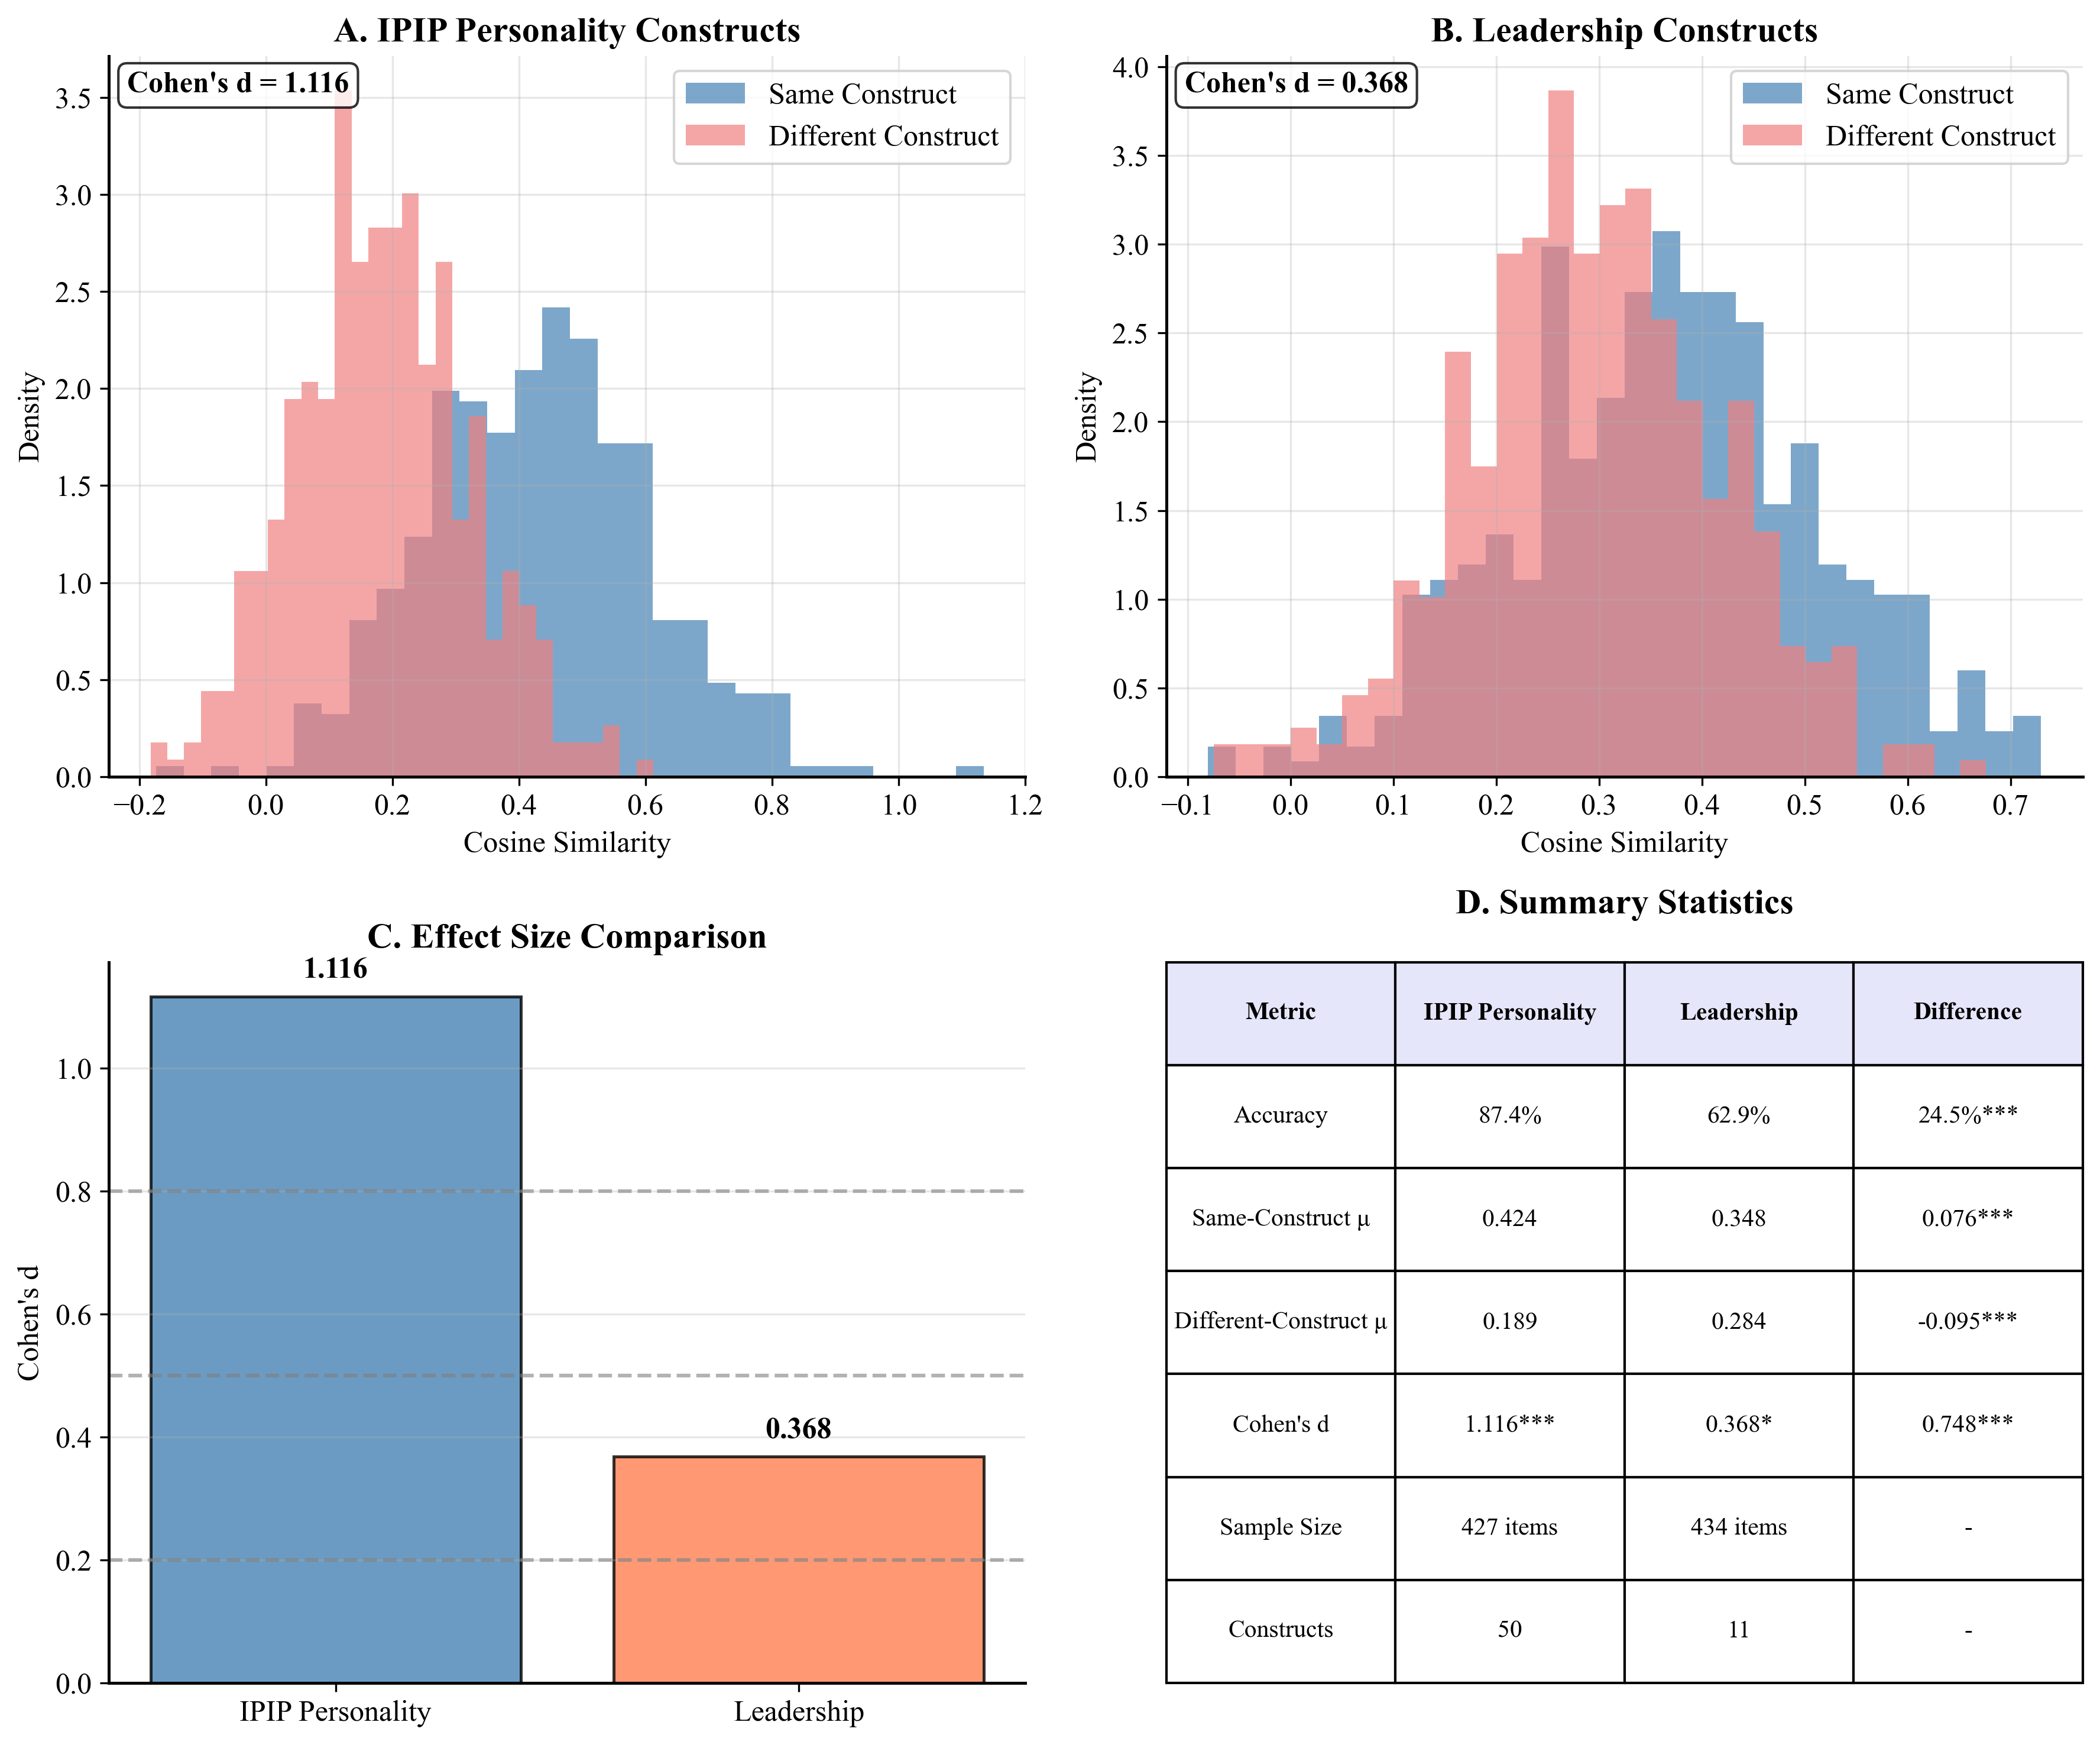 A. IPIP Personality Constructs
Cohen's d = 1.116
Same Construct
Different Construct
Density
3.5
3.0
2.5
2.0
1.5
1.0
0.5
0.0
−0.2 0.0 0.2 0.4 0.6 0.8 1.0 1.2
Cosine Similarity
B. Leadership Constructs
Cohen's d = 0.368
Same Construct
Different Construct
Density
4.0
3.5
3.0
2.5
2.0
1.5
1.0
0.5
0.0
−0.1 0.0 0.1 0.2 0.3 0.4 0.5 0.6 0.7
Cosine Similarity
C. Effect Size Comparison
1.116
0.368
Cohen's d
1.0
0.8
0.6
0.4
0.2
0.0
IPIP Personality Leadership
D. Summary Statistics
Metric IPIP Personality Leadership Difference
Accuracy 87.4% 62.9% 24.5%***
Same-Construct μ 0.424 0.348 0.076***
Different-Construct μ 0.189 0.284 -0.095***
Cohen's d 1.116*** 0.368* 0.748***
Sample Size 427 items 434 items -
Constructs 50 11 -